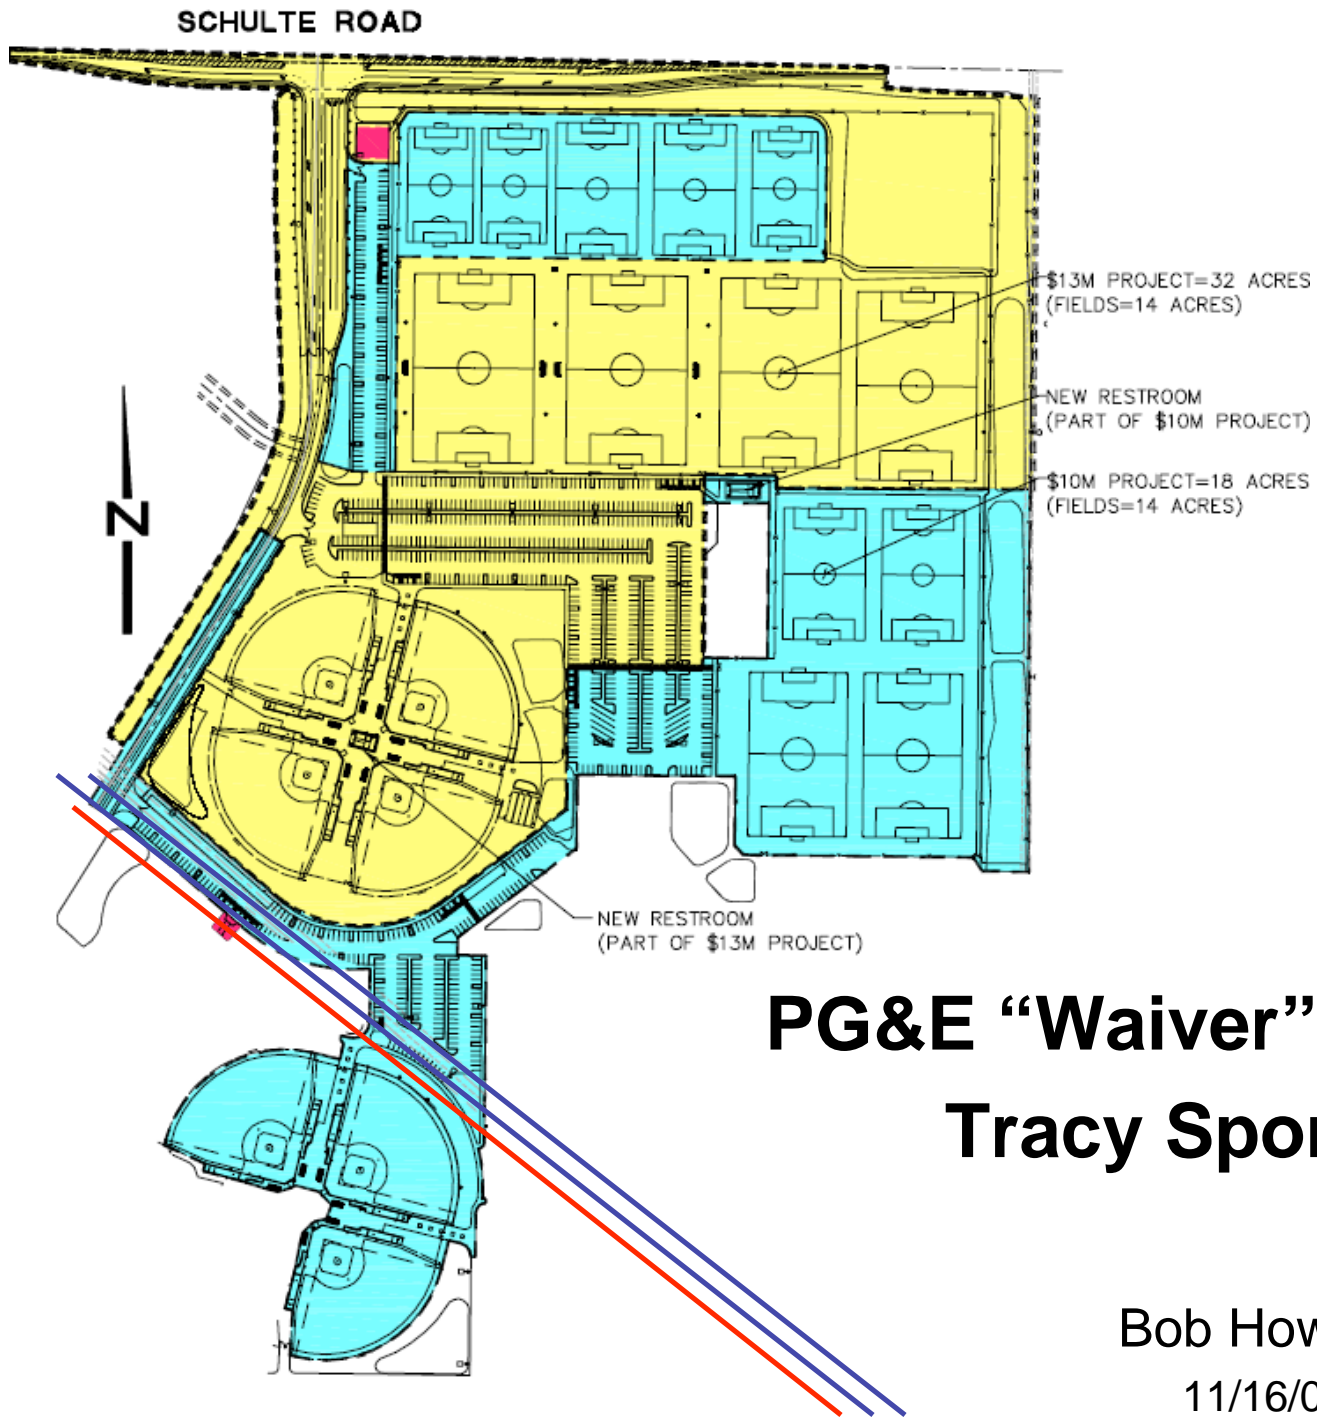 SCHULTE ROAD
$13M PROJECT=32 ACRES
(FIELDS=14 ACRES)
NEW RESTROOM
(PART OF $10M PROJECT)
$10M PROJECT=18 ACRES
(FIELDS=14 ACRES)
N
NEW RESTROOM
(PART OF $13M PROJECT)
PG&E “Waiver”
Tracy Spor
Bob How
11/16/0